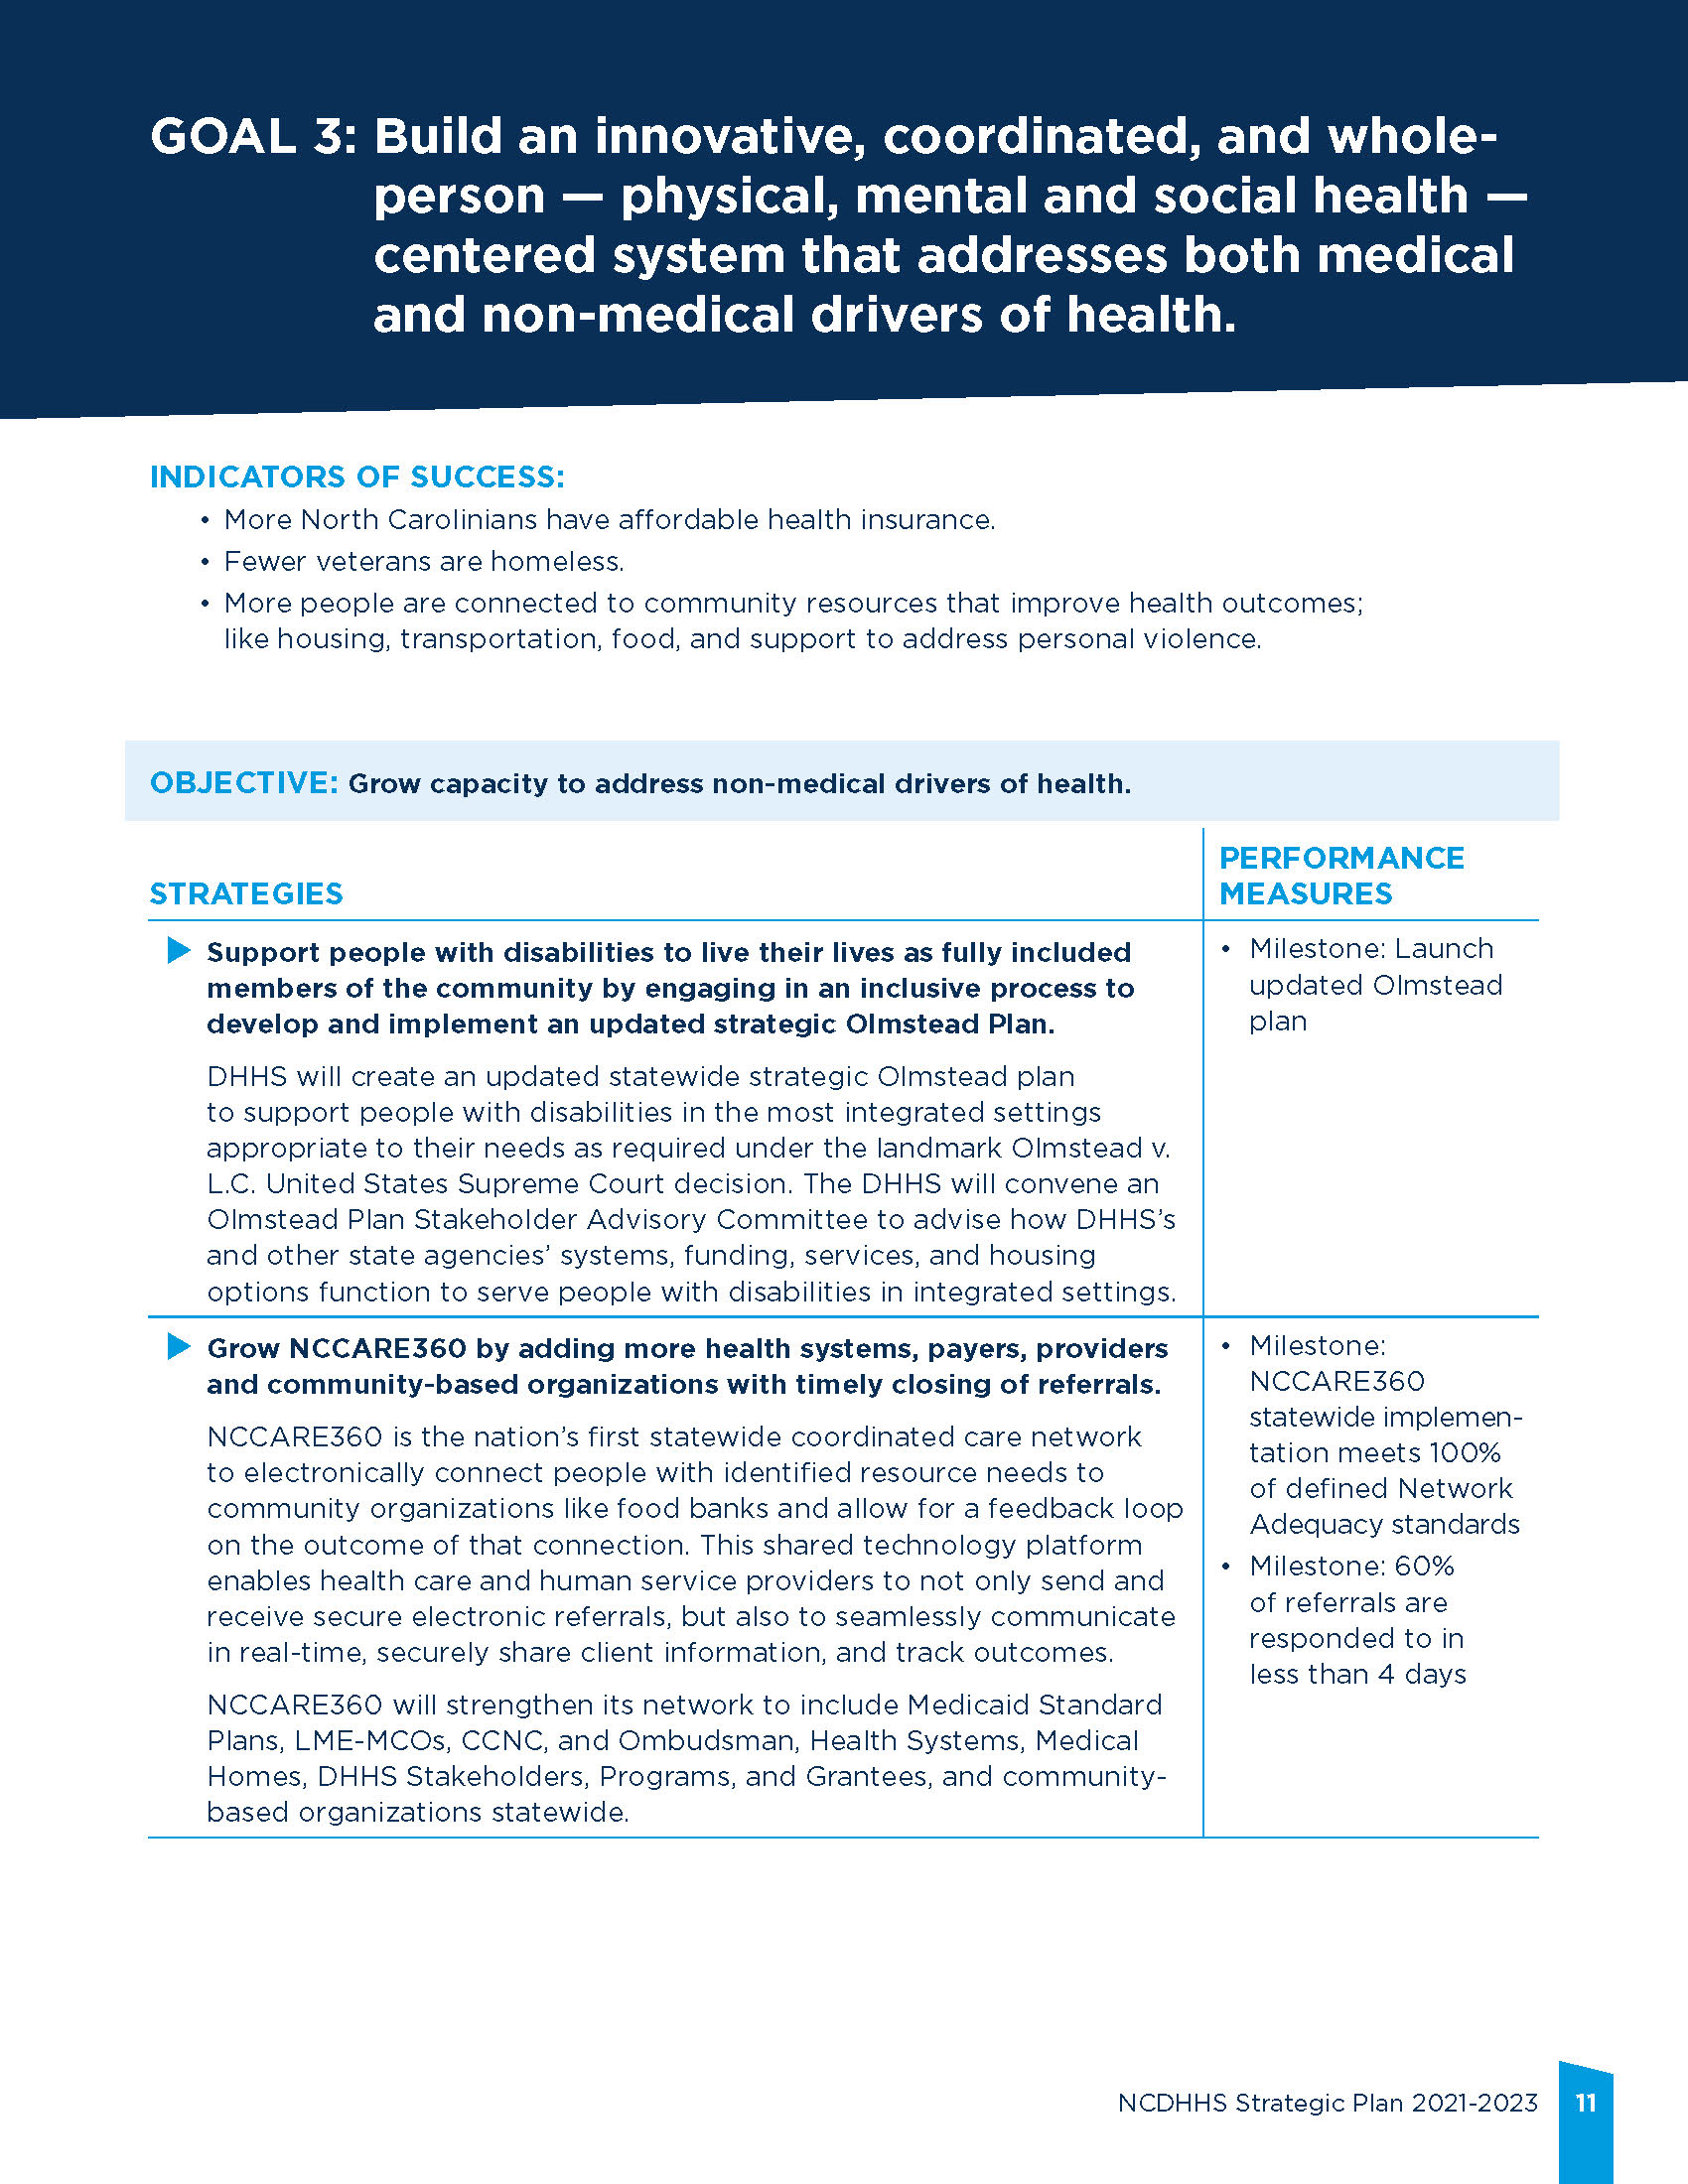 GOAL 3: Build an innovative, coordinated, and whole-
person — physical, mental and social health —
centered system that addresses both medical
and non-medical drivers of health.
INDICATORS OF SUCCESS:
• More North Carolinians have affordable health insurance.
• Fewer veterans are homeless.
• More people are connected to community resources that improve health outcomes;
like housing, transportation, food, and support to address personal violence.
OBJECTIVE: Grow capacity to address non-medical drivers of health.
STRATEGIES
PERFORMANCE
MEASURES
Support people with disabilities to live their lives as fully included
members of the community by engaging in an inclusive process to
develop and implement an updated strategic Olmstead Plan.
DHHS will create an updated statewide strategic Olmstead plan
to support people with disabilities in the most integrated settings
appropriate to their needs as required under the landmark Olmstead v.
L.C. United States Supreme Court decision. The DHHS will convene an
Olmstead Plan Stakeholder Advisory Committee to advise how DHHS’s
and other state agencies’ systems, funding, services, and housing
options function to serve people with disabilities in integrated settings.
• Milestone: Launch
updated Olmstead
plan
Grow NCCARE360 by adding more health systems, payers, providers
and community-based organizations with timely closing of referrals.
NCCARE360 is the nation’s first statewide coordinated care network
to electronically connect people with identified resource needs to
community organizations like food banks and allow for a feedback loop
on the outcome of that connection. This shared technology platform
enables health care and human service providers to not only send and
receive secure electronic referrals, but also to seamlessly communicate
in real-time, securely share client information, and track outcomes.
NCCARE360 will strengthen its network to include Medicaid Standard
Plans, LME-MCOs, CCNC, and Ombudsman, Health Systems, Medical
Homes, DHHS Stakeholders, Programs, and Grantees, and community-
based organizations statewide.
• Milestone:
NCCARE360
statewide implemen-
tation meets 100%
of defined Network
Adequacy standards
• Milestone: 60%
of referrals are
responded to in
less than 4 days
NCDHHS Strategic Plan 2021-2023 11